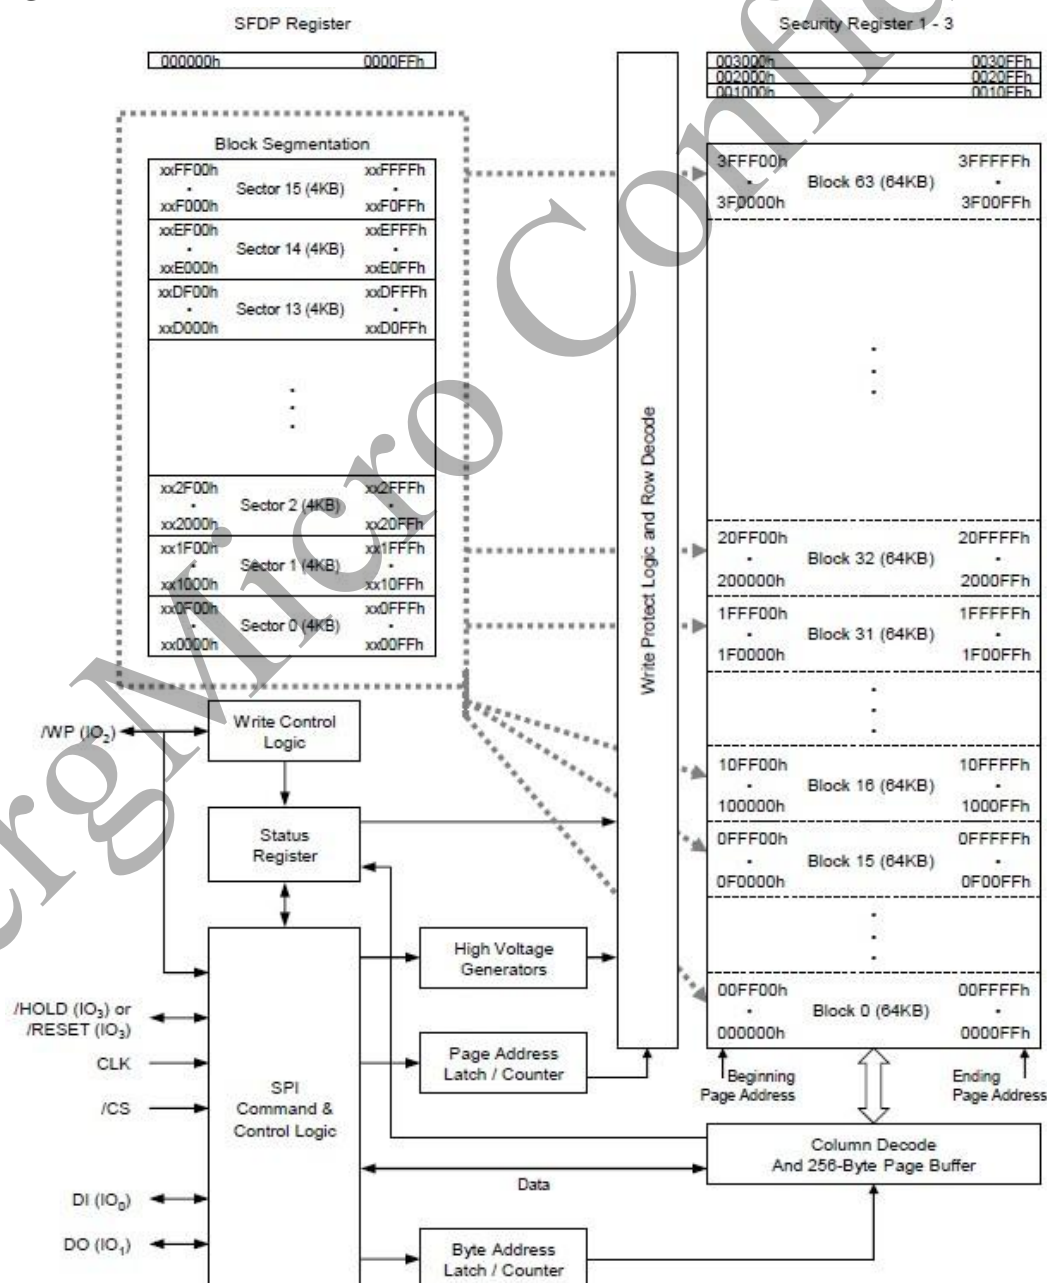 SFDP Register
000000h 0000FFh
Security Register 1 - 3
003000h 0030FFh
002000h 0020FFh
001000h 0010FFh
Block Segmentation
xxFF00h xxFFFFh
Sector 15 (4KB)
xxF000h xxF0FFh
xxEF00h xxEFFFh
Sector 14 (4KB)
xxE000h xxE0FFh
xxDF00h xxDFFFh
Sector 13 (4KB)
xxD000h xxD0FFh
xx2F00h xx2FFFh
Sector 2 (4KB)
xx2000h xx20FFh
xx1F00h xx1FFFh
Sector 1 (4KB)
xx1000h xx10FFh
xx0F00h xx0FFFh
Sector 0 (4KB)
xx0000h xx00FFh
Write Protect Logic and Row Decode
3FFF00h 3FFFFFh
Block 63 (64KB)
3F0000h 3F00FFh
20FF00h 20FFFFh
Block 32 (64KB)
200000h 2000FFh
1FFF00h 1FFFFFh
Block 31 (64KB)
1F0000h 1F00FFh
10FF00h 10FFFFh
Block 16 (64KB)
100000h 1000FFh
0FFF00h 0FFFFFh
Block 15 (64KB)
0F0000h 0F00FFh
00FF00h 00FFFFh
Block 0 (64KB)
000000h 0000FFh
Beginning
Page Address
Ending
Page Address
/WP (IO2)
Write Control
Logic
Status
Register
High Voltage
Generators
/HOLD (IO3) or
/RESET (IO3)
CLK
/CS
SPI
Command &
Control Logic
Page Address
Latch / Counter
Column Decode
And 256-Byte Page Buffer
Data
DI (IO0)
DO (IO1)
Byte Address
Latch / Counter